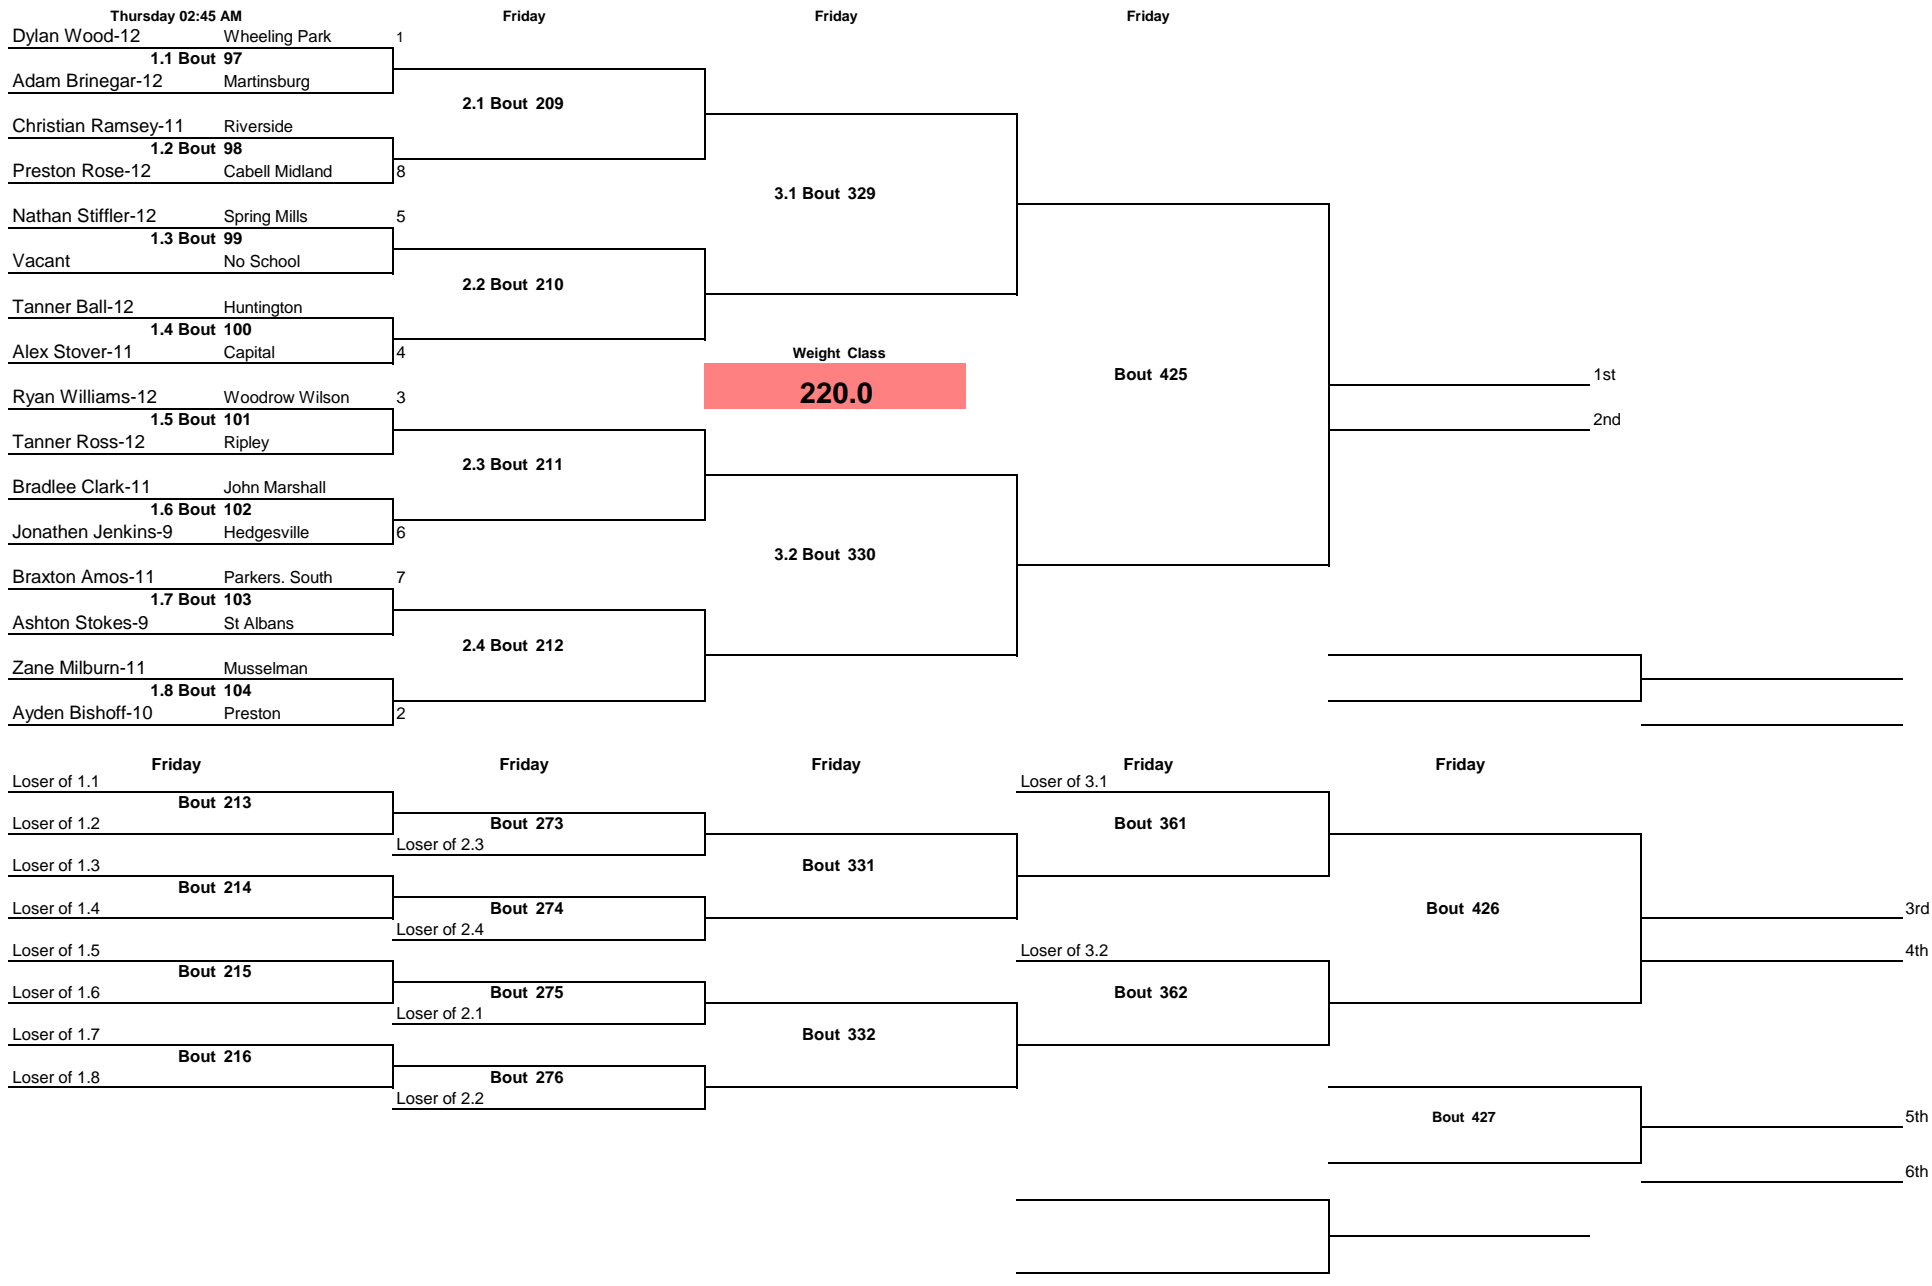 Thursday 02:45 AM Friday Friday Friday
Dylan Wood-12 Wheeling Park 1
1.1 Bout 97
Adam Brinegar-12 Martinsburg
2.1 Bout 209
Christian Ramsey-11 Riverside
1.2 Bout 98
Preston Rose-12 Cabell Midland 8
3.1 Bout 329
Nathan Stiffler-12 Spring Mills 5
1.3 Bout 99
Vacant No School
2.2 Bout 210
Tanner Ball-12 Huntington
1.4 Bout 100
Alex Stover-11 Capital 4
Weight Class
220.0
Bout 425
1st
2nd
Ryan Williams-12 Woodrow Wilson 3
1.5 Bout 101
Tanner Ross-12 Ripley
2.3 Bout 211
Bradlee Clark-11 John Marshall
1.6 Bout 102
Jonathen Jenkins-9 Hedgesville 6
3.2 Bout 330
Braxton Amos-11 Parkers. South 7
1.7 Bout 103
Ashton Stokes-9 St Albans
2.4 Bout 212
Zane Milburn-11 Musselman
1.8 Bout 104
Ayden Bishoff-10 Preston 2
Friday Friday Friday Friday Friday
Loser of 1.1 Loser of 3.1
Bout 213
Loser of 1.2 Bout 273 Bout 361
Loser of 2.3
Loser of 1.3 Bout 331
Bout 214
Loser of 1.4 Bout 274 Bout 426 3rd
Loser of 2.4
Loser of 1.5 Loser of 3.2 4th
Bout 215
Loser of 1.6 Bout 275 Bout 362
Loser of 2.1
Loser of 1.7 Bout 332
Bout 216
Loser of 1.8 Bout 276
Loser of 2.2
Bout 427 5th
6th